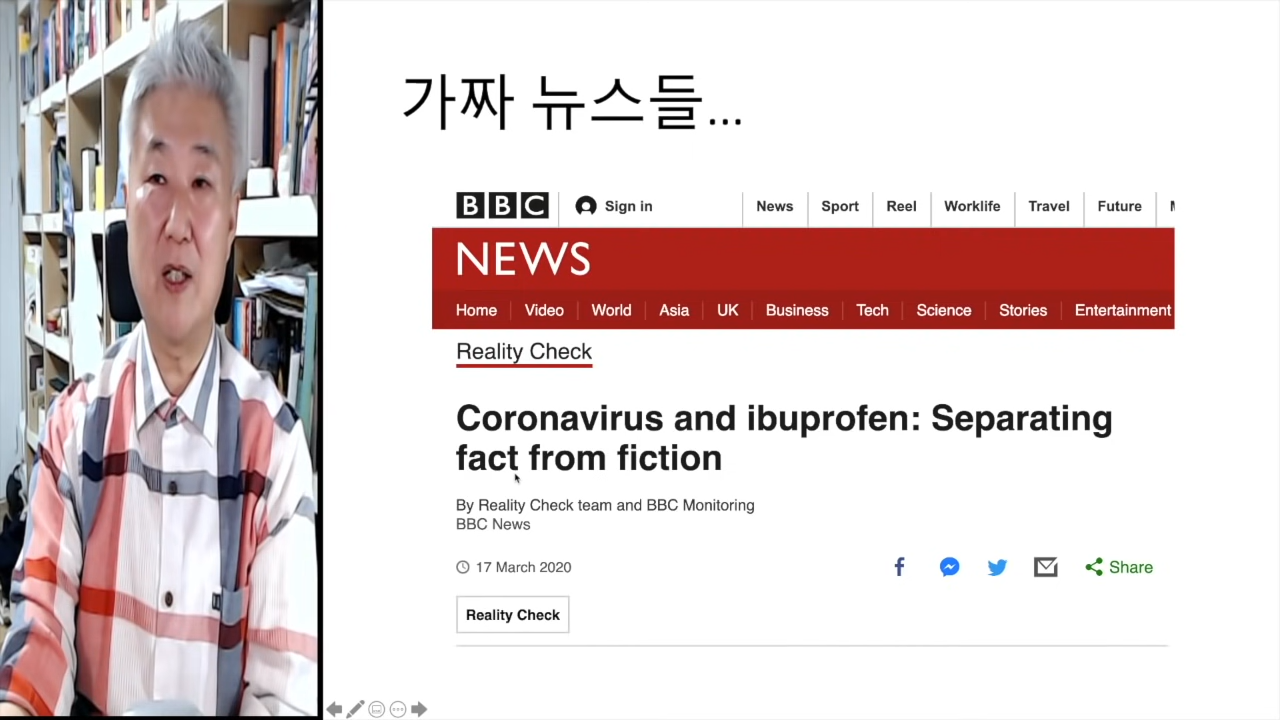 가짜 뉴스들...
BBC Sign in News Sport Reel Worklife Travel Future
NEWS
Home Video World Asia UK Business Tech Science Stories Entertainment
Reality Check
Coronavirus and ibuprofen: Separating
fact from fiction
By Reality Check team and BBC Monitoring
BBC News
17 March 2020 Share
Reality Check